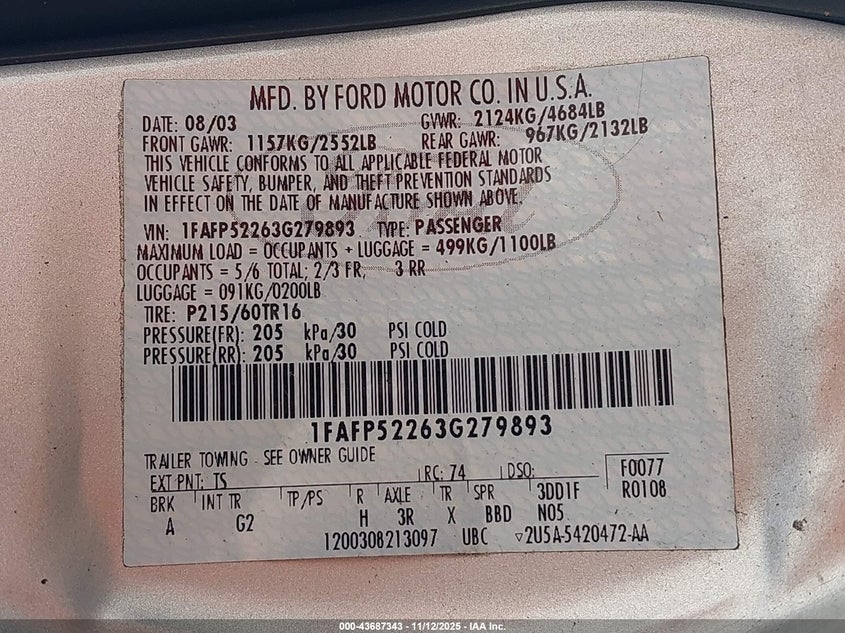 MFD. BY FORD MOTOR CO. IN U.S.A.
DATE: 08/03 GVWR: 2124KG/4684LB
FRONT GAWR: 1157KG/2552LB REAR GAWR: 967KG/2132LB
THIS VEHICLE CONFORMS TO ALL APPLICABLE FEDERAL MOTOR
VEHICLE SAFETY, BUMPER, AND THEFT PREVENTION STANDARDS
IN EFFECT ON THE DATE OF MANUFACTURE SHOWN ABOVE.
VIN: 1FAFP52263G279893 TYPE: PASSENGER
MAXIMUM LOAD = OCCUPANTS + LUGGAGE = 499KG/1100LB
OCCUPANTS = 5/6 TOTAL; 2/3 FR, 3 RR
LUGGAGE = 091KG/0200LB
TIRE: P215/60TR16
PRESSURE(FR): 205 kPa/30 PSI COLD
PRESSURE(RR): 205 kPa/30 PSI COLD
1FAFP52263G279893
TRAILER TOWING - SEE OWNER GUIDE
EXT PNT: TS RC: 74 DSO: F0077
BRK INT TR TP/PS R AXLE TR SPR 3DD1F R0108
A G2 H 3R X BBD N05
1200308213097 UBC ▽2U5A-5420472-AA
000-43687343 - 11/12/2025 - IAA Inc.